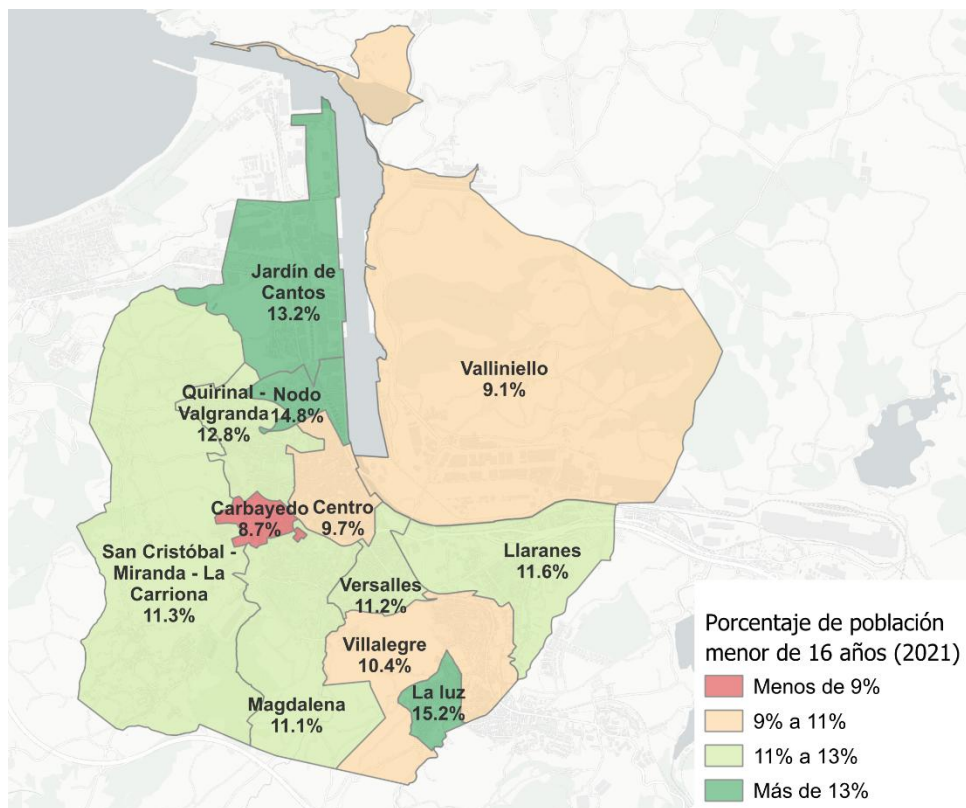 Jardín de
Cantos
13.2%
Valliniello
9.1%
Quirinal -
Valgranda
12.8%
Nodo
14.8%
Carbayedo
8.7%
Centro
9.7%
San Cristóbal -
Miranda - La
Carriona
11.3%
Versalles
11.2%
Llaranes
11.6%
Villalegre
10.4%
La luz
15.2%
Magdalena
11.1%
Porcentaje de población
menor de 16 años (2021)
Menos de 9%
9% a 11%
11% a 13%
Más de 13%